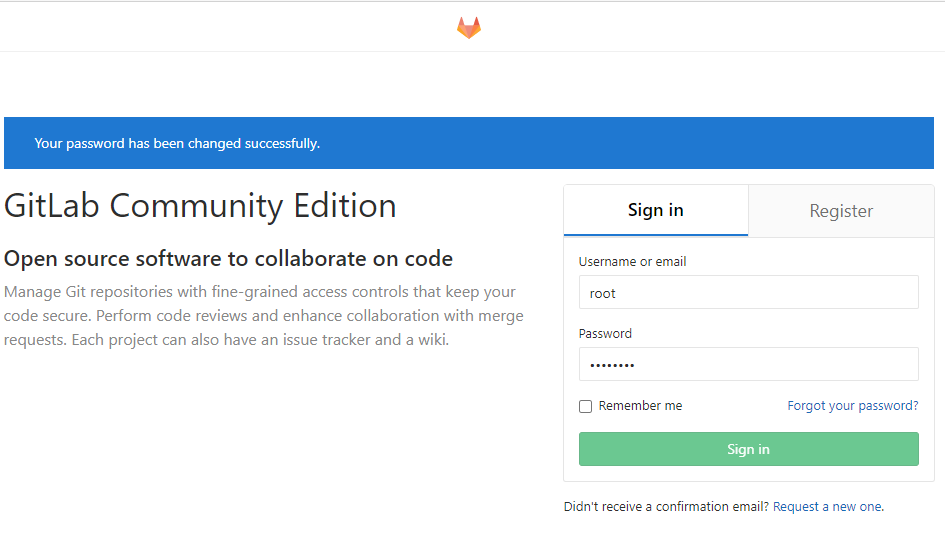 Your password has been changed successfully.
GitLab Community Edition
Open source software to collaborate on code
Manage Git repositories with fine-grained access controls that keep your
code secure. Perform code reviews and enhance collaboration with merge
requests. Each project can also have an issue tracker and a wiki.
Sign in
Register
Username or email
root
Password
••••••••
Remember me
Forgot your password?
Sign in
Didn't receive a confirmation email? Request a new one.